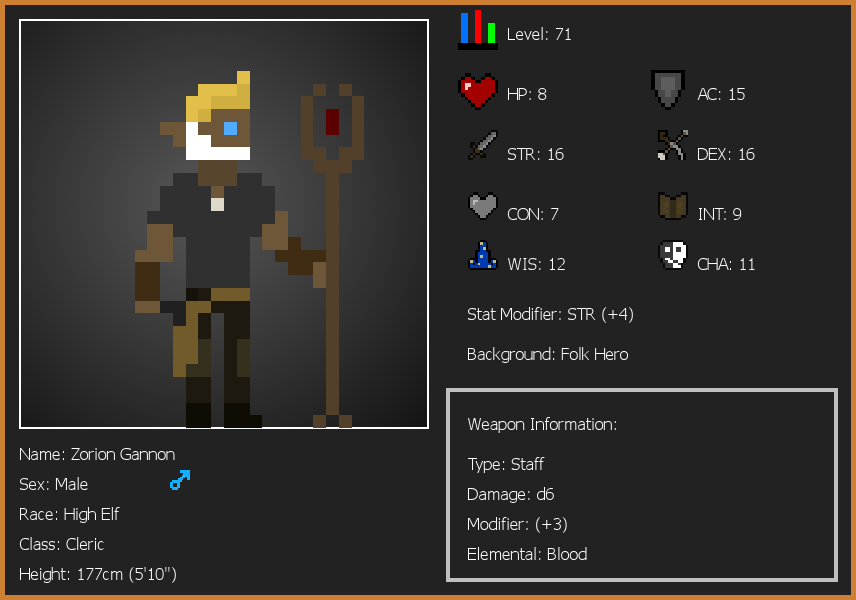 Level: 71
HP: 8
AC: 15
STR: 16
DEX: 16
CON: 7
INT: 9
WIS: 12
CHA: 11
Stat Modifier: STR (+4)
Background: Folk Hero
Weapon Information:
Type: Staff
Damage: d6
Modifier: (+3)
Elemental: Blood
Name: Zorion Gannon
Sex: Male
Race: High Elf
Class: Cleric
Height: 177cm (5'10")